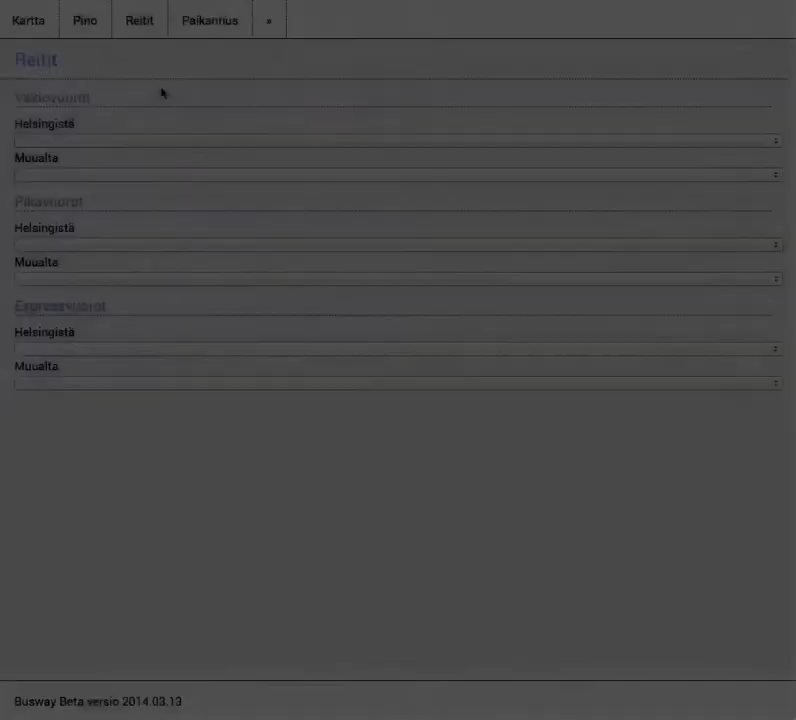 Kartta Pino Reitit Paikannus »
Reitit
Vakiovuorot
Helsingistä
Muualta
Pikavuorot
Helsingistä
Muualta
Expressvuorot
Helsingistä
Muualta
Busway Beta versio 2014.03.13